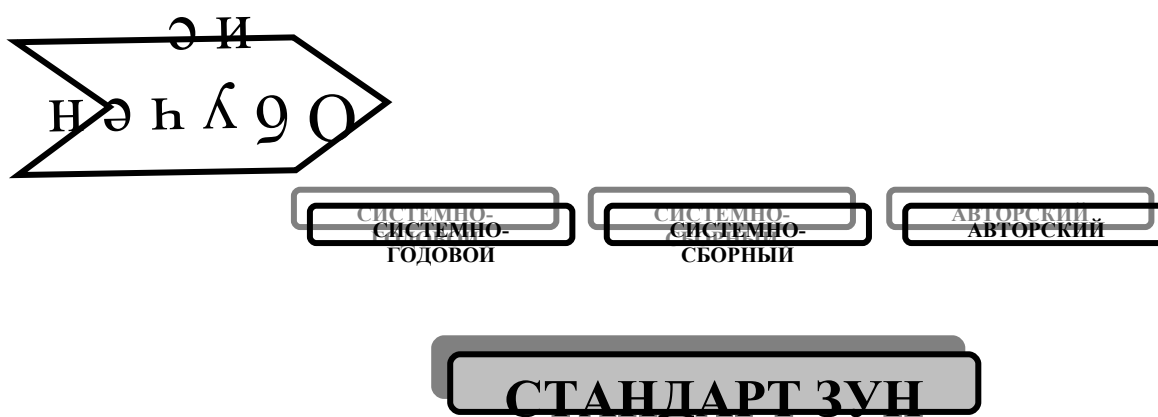 Обучен
ие
СИСТЕМНО-
ГОДОВОЙ
СИСТЕМНО-
СБОРНЫЙ
АВТОРСКИЙ
СТАНДАРТ ЗУН